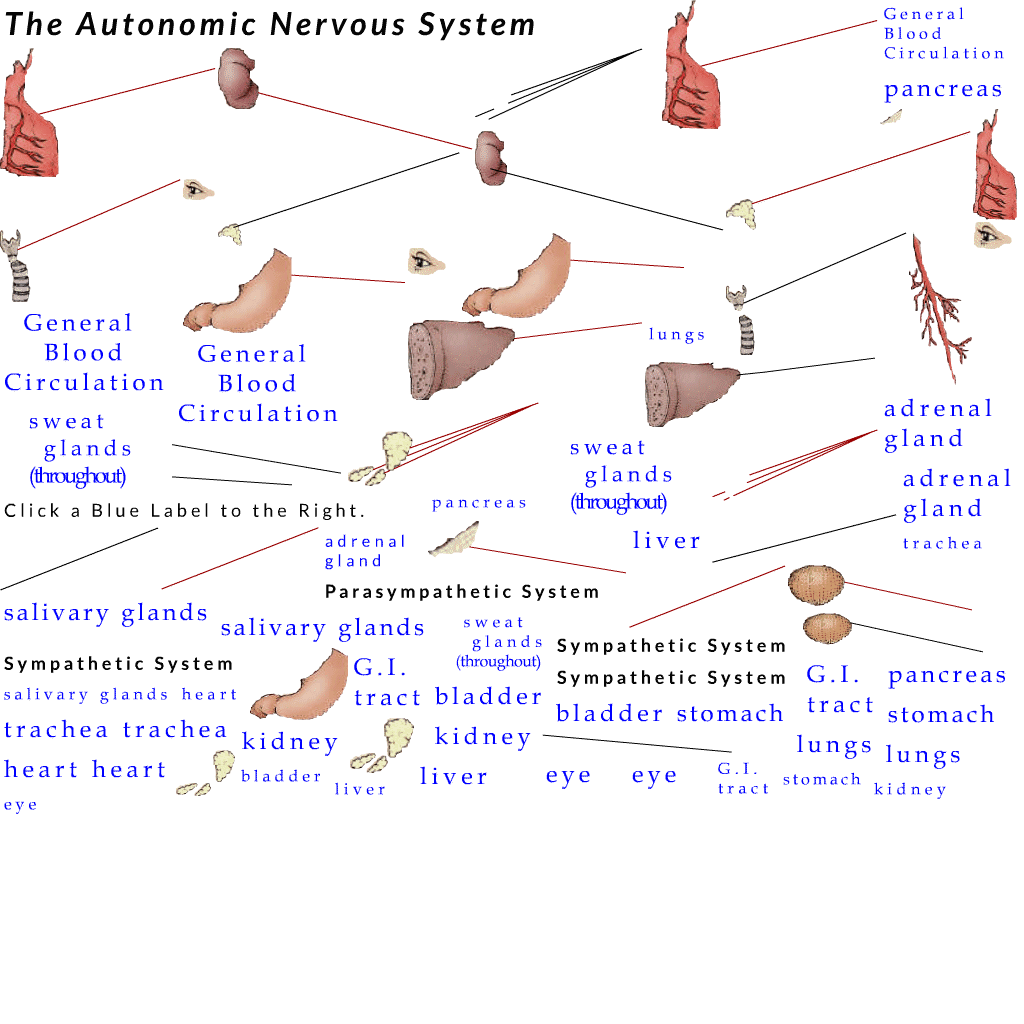 The Autonomic Nervous System
General
Blood
Circulation
pancreas
General
Blood
Circulation
General
Blood
Circulation
lungs
sweat
glands
(throughout)
sweat
glands
(throughout)
adrenal
gland
adrenal
gland
pancreas
Click a Blue Label to the Right.
adrenal
gland
liver
trachea
Parasympathetic System
salivary glands
salivary glands
sweat
glands
(throughout)
Sympathetic System
Sympathetic System
Sympathetic System
G.I.
tract
G.I.
tract
pancreas
salivary glands heart
bladder
bladder stomach
stomach
trachea trachea
kidney
kidney
lungs
lungs
heart heart
bladder
liver
liver
eye
eye
G.I.
tract
stomach
kidney
eye